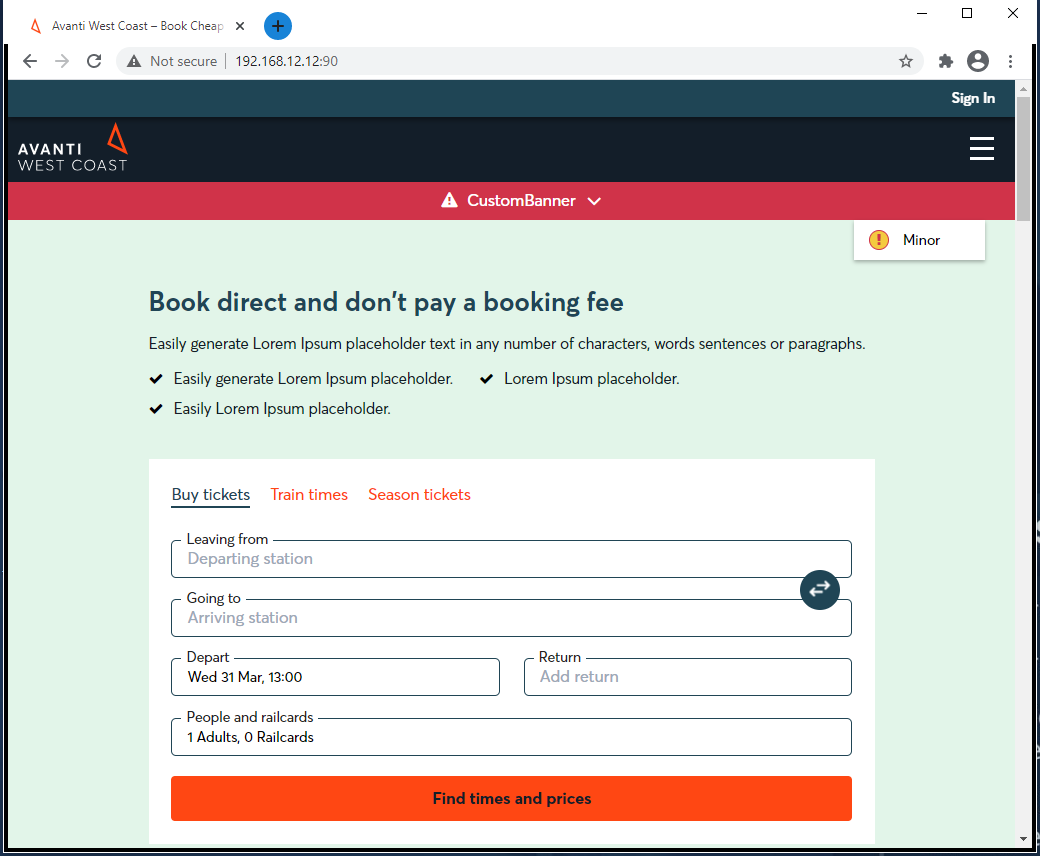 Avanti West Coast – Book Cheap
Not secure
192.168.12.12:90
Sign In
AVANTI
WEST COAST
CustomBanner
Minor
Book direct and don't pay a booking fee
Easily generate Lorem Ipsum placeholder text in any number of characters, words sentences or paragraphs.
Easily generate Lorem Ipsum placeholder. Lorem Ipsum placeholder.
Easily Lorem Ipsum placeholder.
Buy tickets Train times Season tickets
Leaving from
Departing station
Going to
Arriving station
Depart Return
Wed 31 Mar, 13:00 Add return
People and railcards
1 Adults, 0 Railcards
Find times and prices